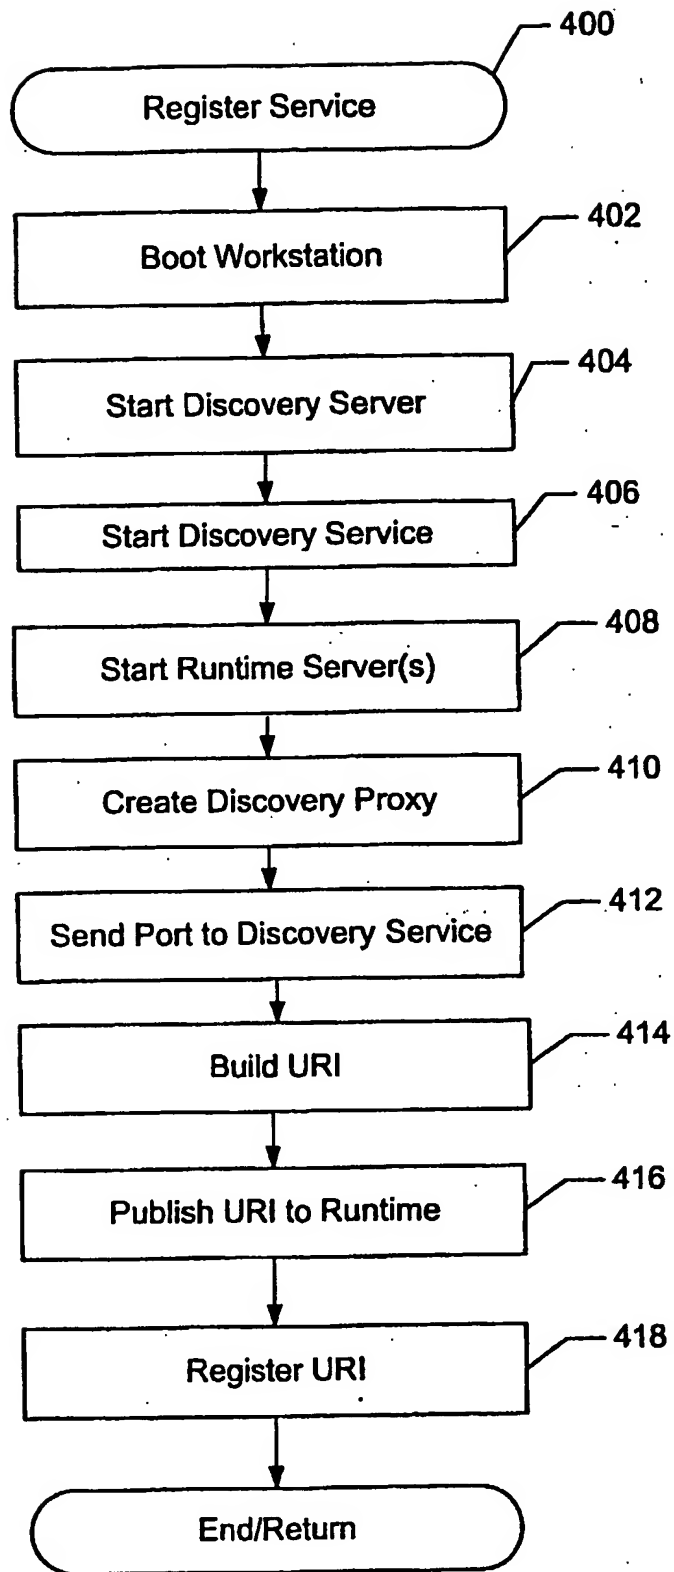 400
Register Service
402
Boot Workstation
404
Start Discovery Server
406
Start Discovery Service
408
Start Runtime Server(s)
410
Create Discovery Proxy
412
Send Port to Discovery Service
414
Build URI
416
Publish URI to Runtime
418
Register URI
End/Return